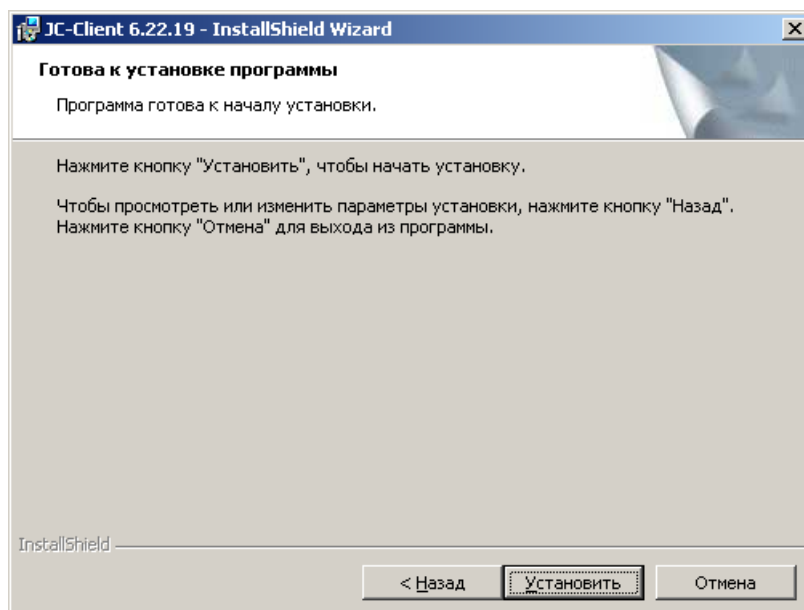 JC-Client 6.22.19 - InstallShield Wizard
Готова к установке программы
Программа готова к началу установки.
Нажмите кнопку "Установить", чтобы начать установку.
Чтобы просмотреть или изменить параметры установки, нажмите кнопку "Назад".
Нажмите кнопку "Отмена" для выхода из программы.
InstallShield
< Назад
Установить
Отмена